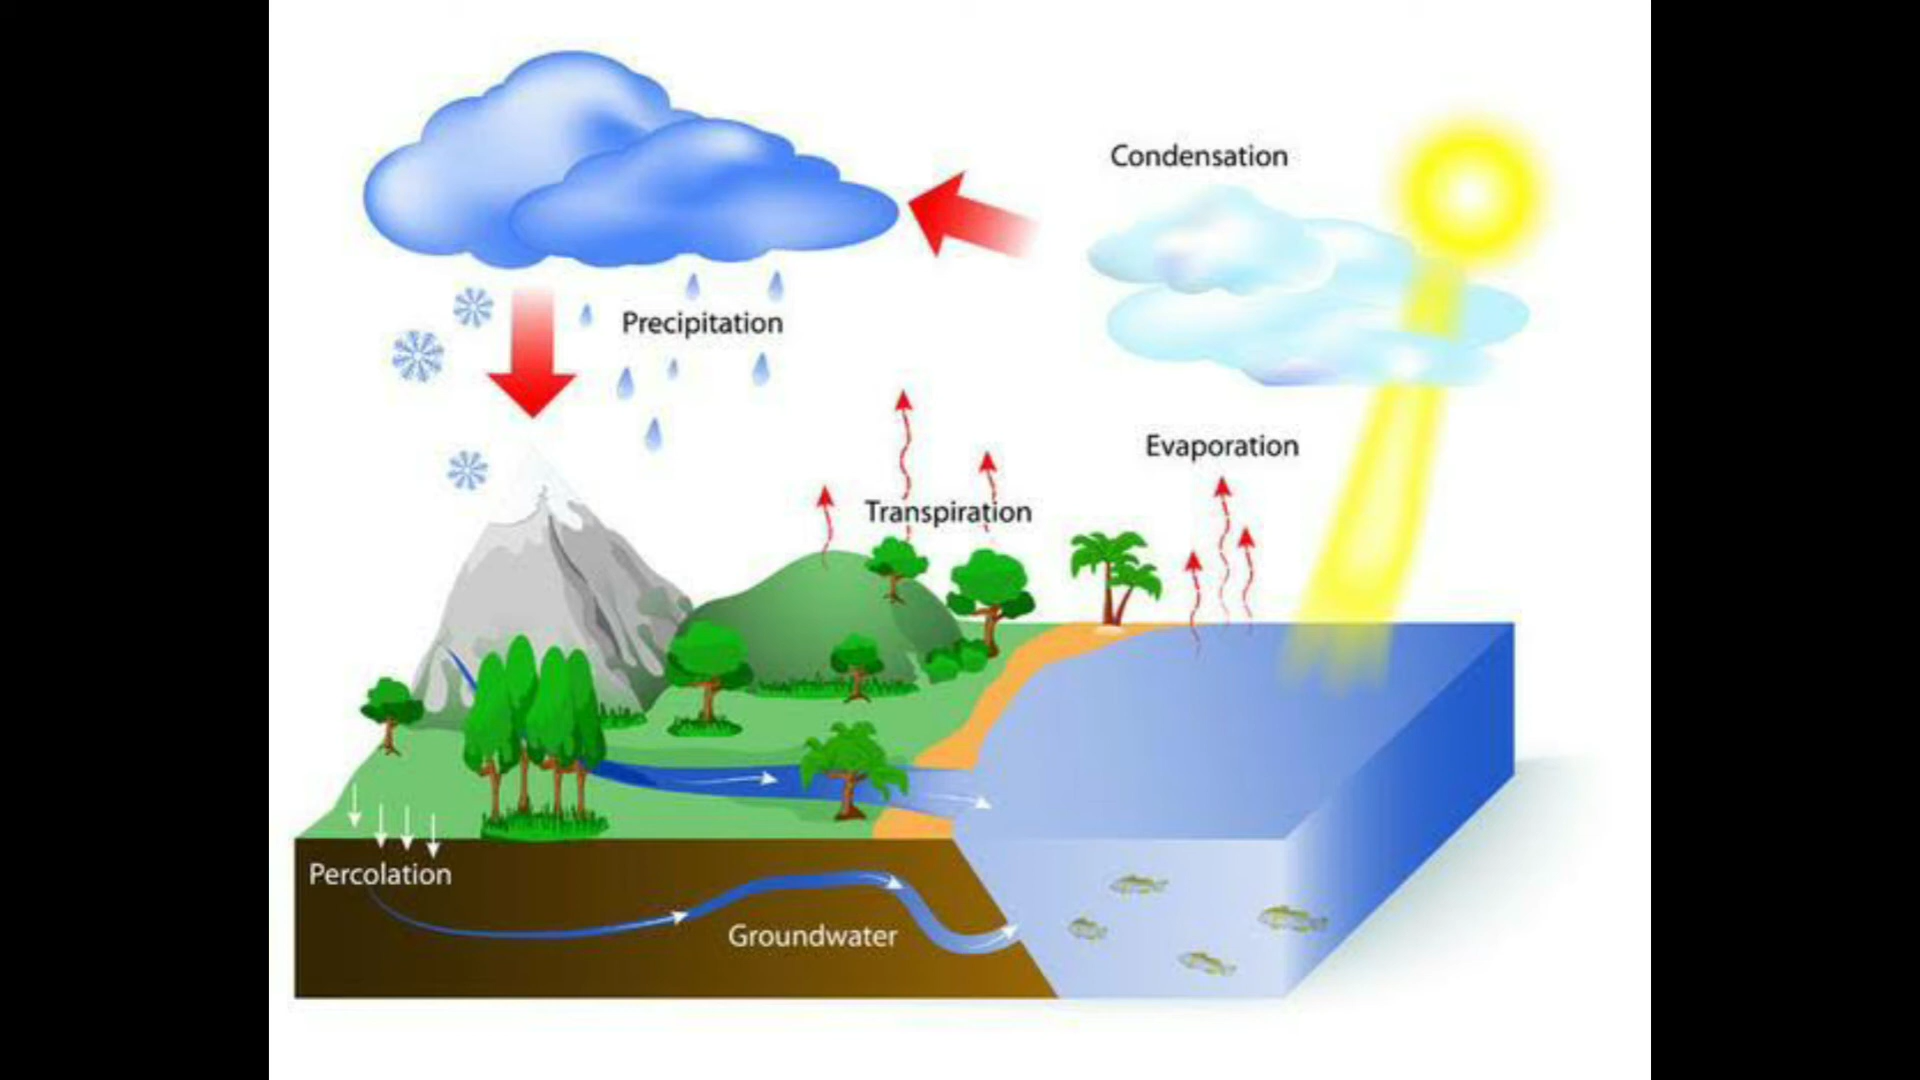 Condensation
Precipitation
Evaporation
Transpiration
Percolation
Groundwater